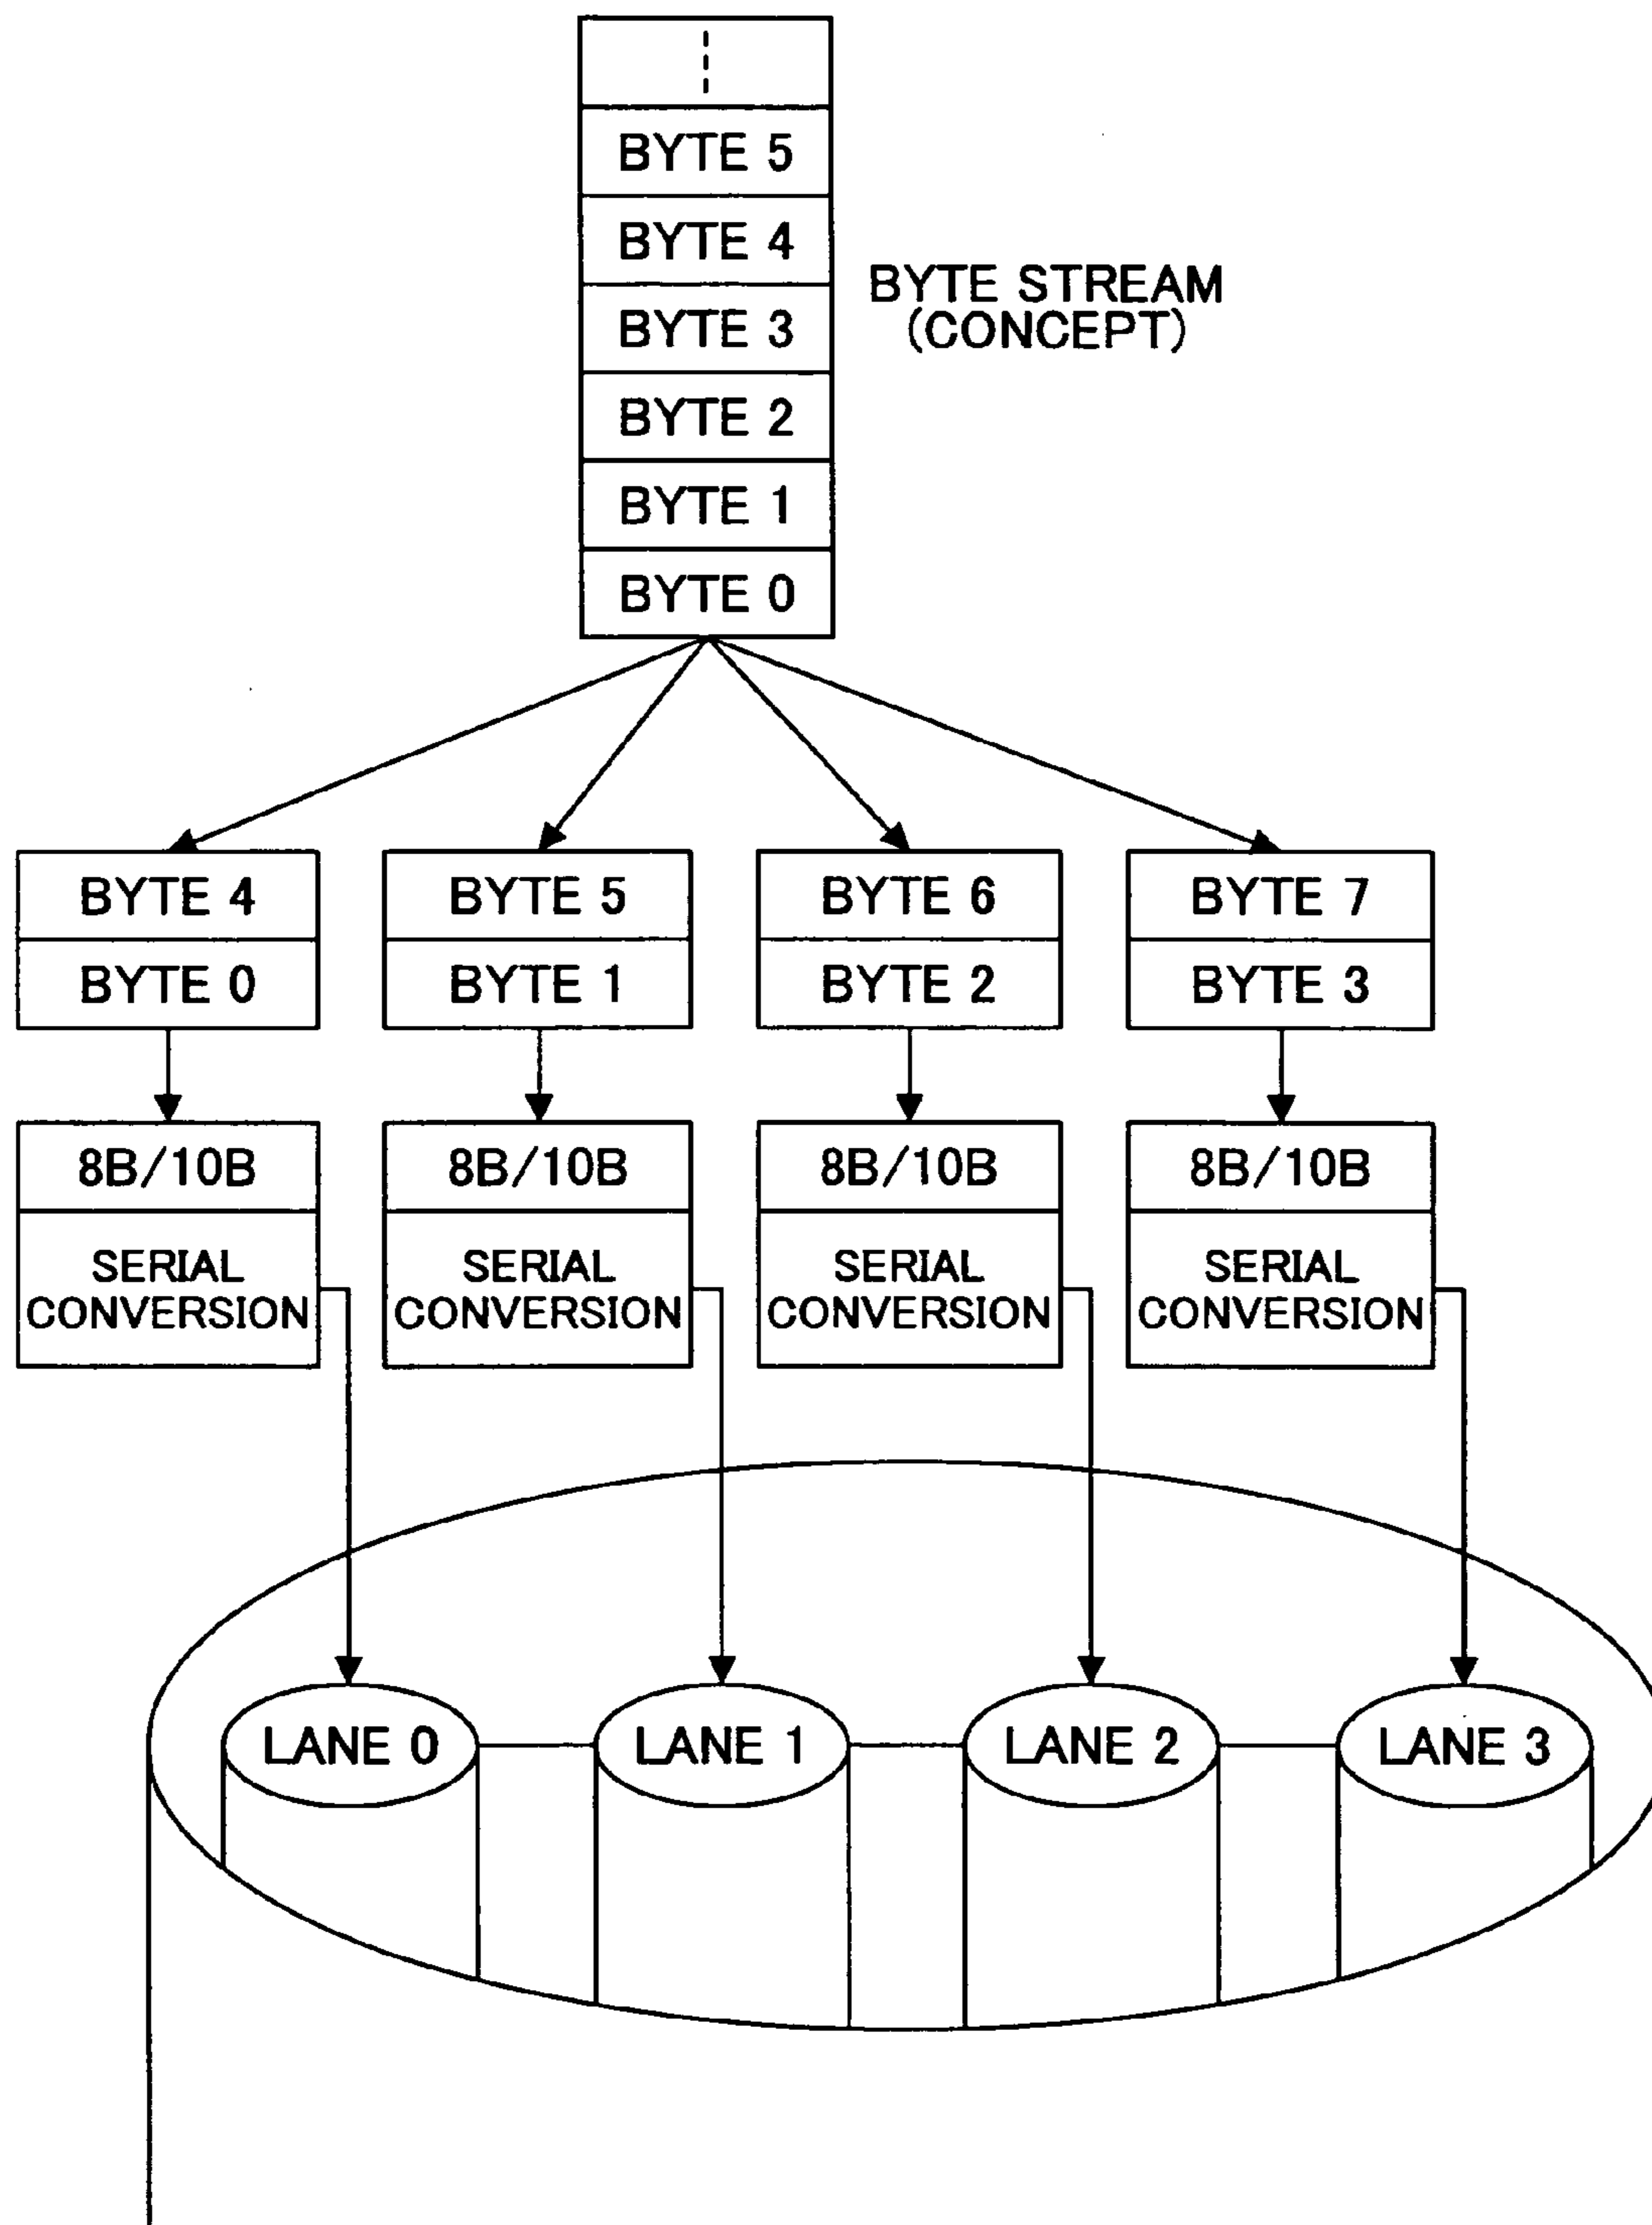 BYTE 5
BYTE 4
BYTE 3
BYTE 2
BYTE 1
BYTE 0
BYTE STREAM
(CONCEPT)
BYTE 4
BYTE 5
BYTE 6
BYTE 7
BYTE 0
BYTE 1
BYTE 2
BYTE 3
8B/10B
8B/10B
8B/10B
8B/10B
SERIAL
CONVERSION
SERIAL
CONVERSION
SERIAL
CONVERSION
SERIAL
CONVERSION
LANE 0
LANE 1
LANE 2
LANE 3